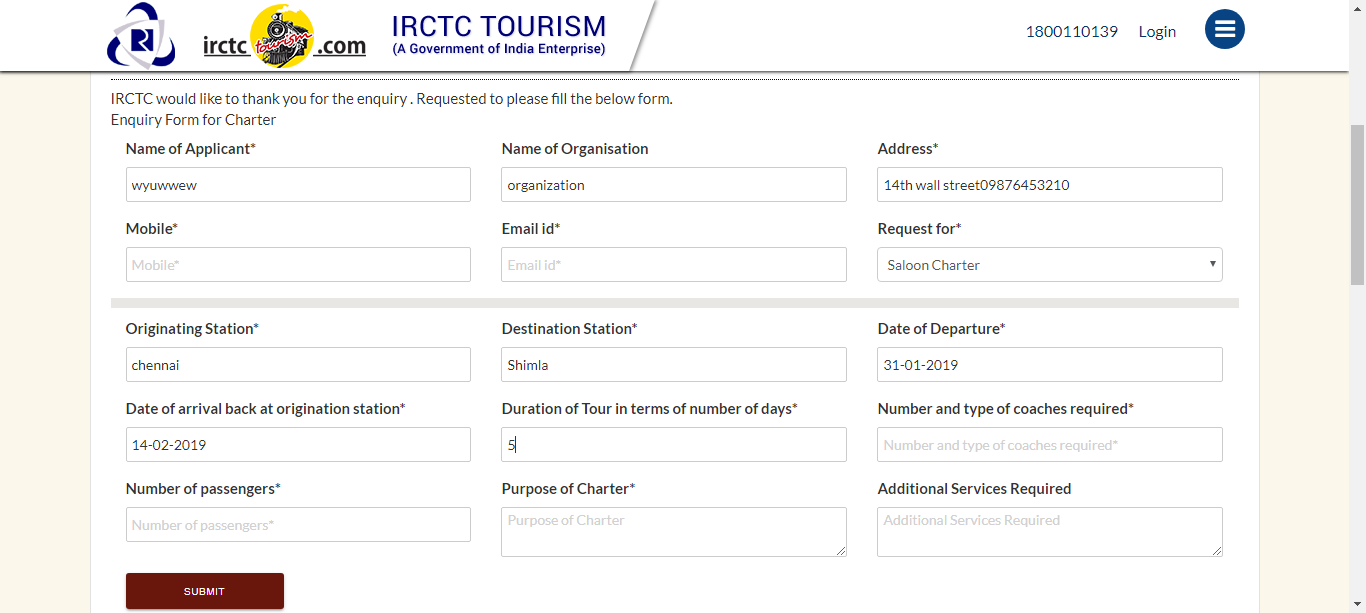 irctc tourism .com
IRCTC TOURISM
(A Government of India Enterprise)
1800110139 Login
IRCTC would like to thank you for the enquiry . Requested to please fill the below form.
Enquiry Form for Charter
Name of Applicant* Name of Organisation Address*
wyuwwew organization 14th wall street09876453210
Mobile* Email id* Request for*
Mobile* Email id* Saloon Charter
Originating Station* Destination Station* Date of Departure*
chennai Shimla 31-01-2019
Date of arrival back at origination station* Duration of Tour in terms of number of days* Number and type of coaches required*
14-02-2019 5 Number and type of coaches required*
Number of passengers* Purpose of Charter* Additional Services Required
Number of passengers* Purpose of Charter Additional Services Required
SUBMIT